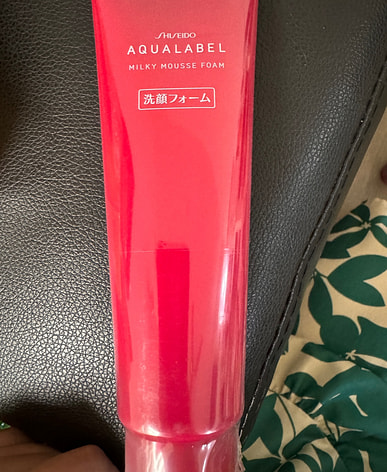 SHISEIDO
AQUALABEL
MILKY MOUSSE FOAM
洗顔フォーム